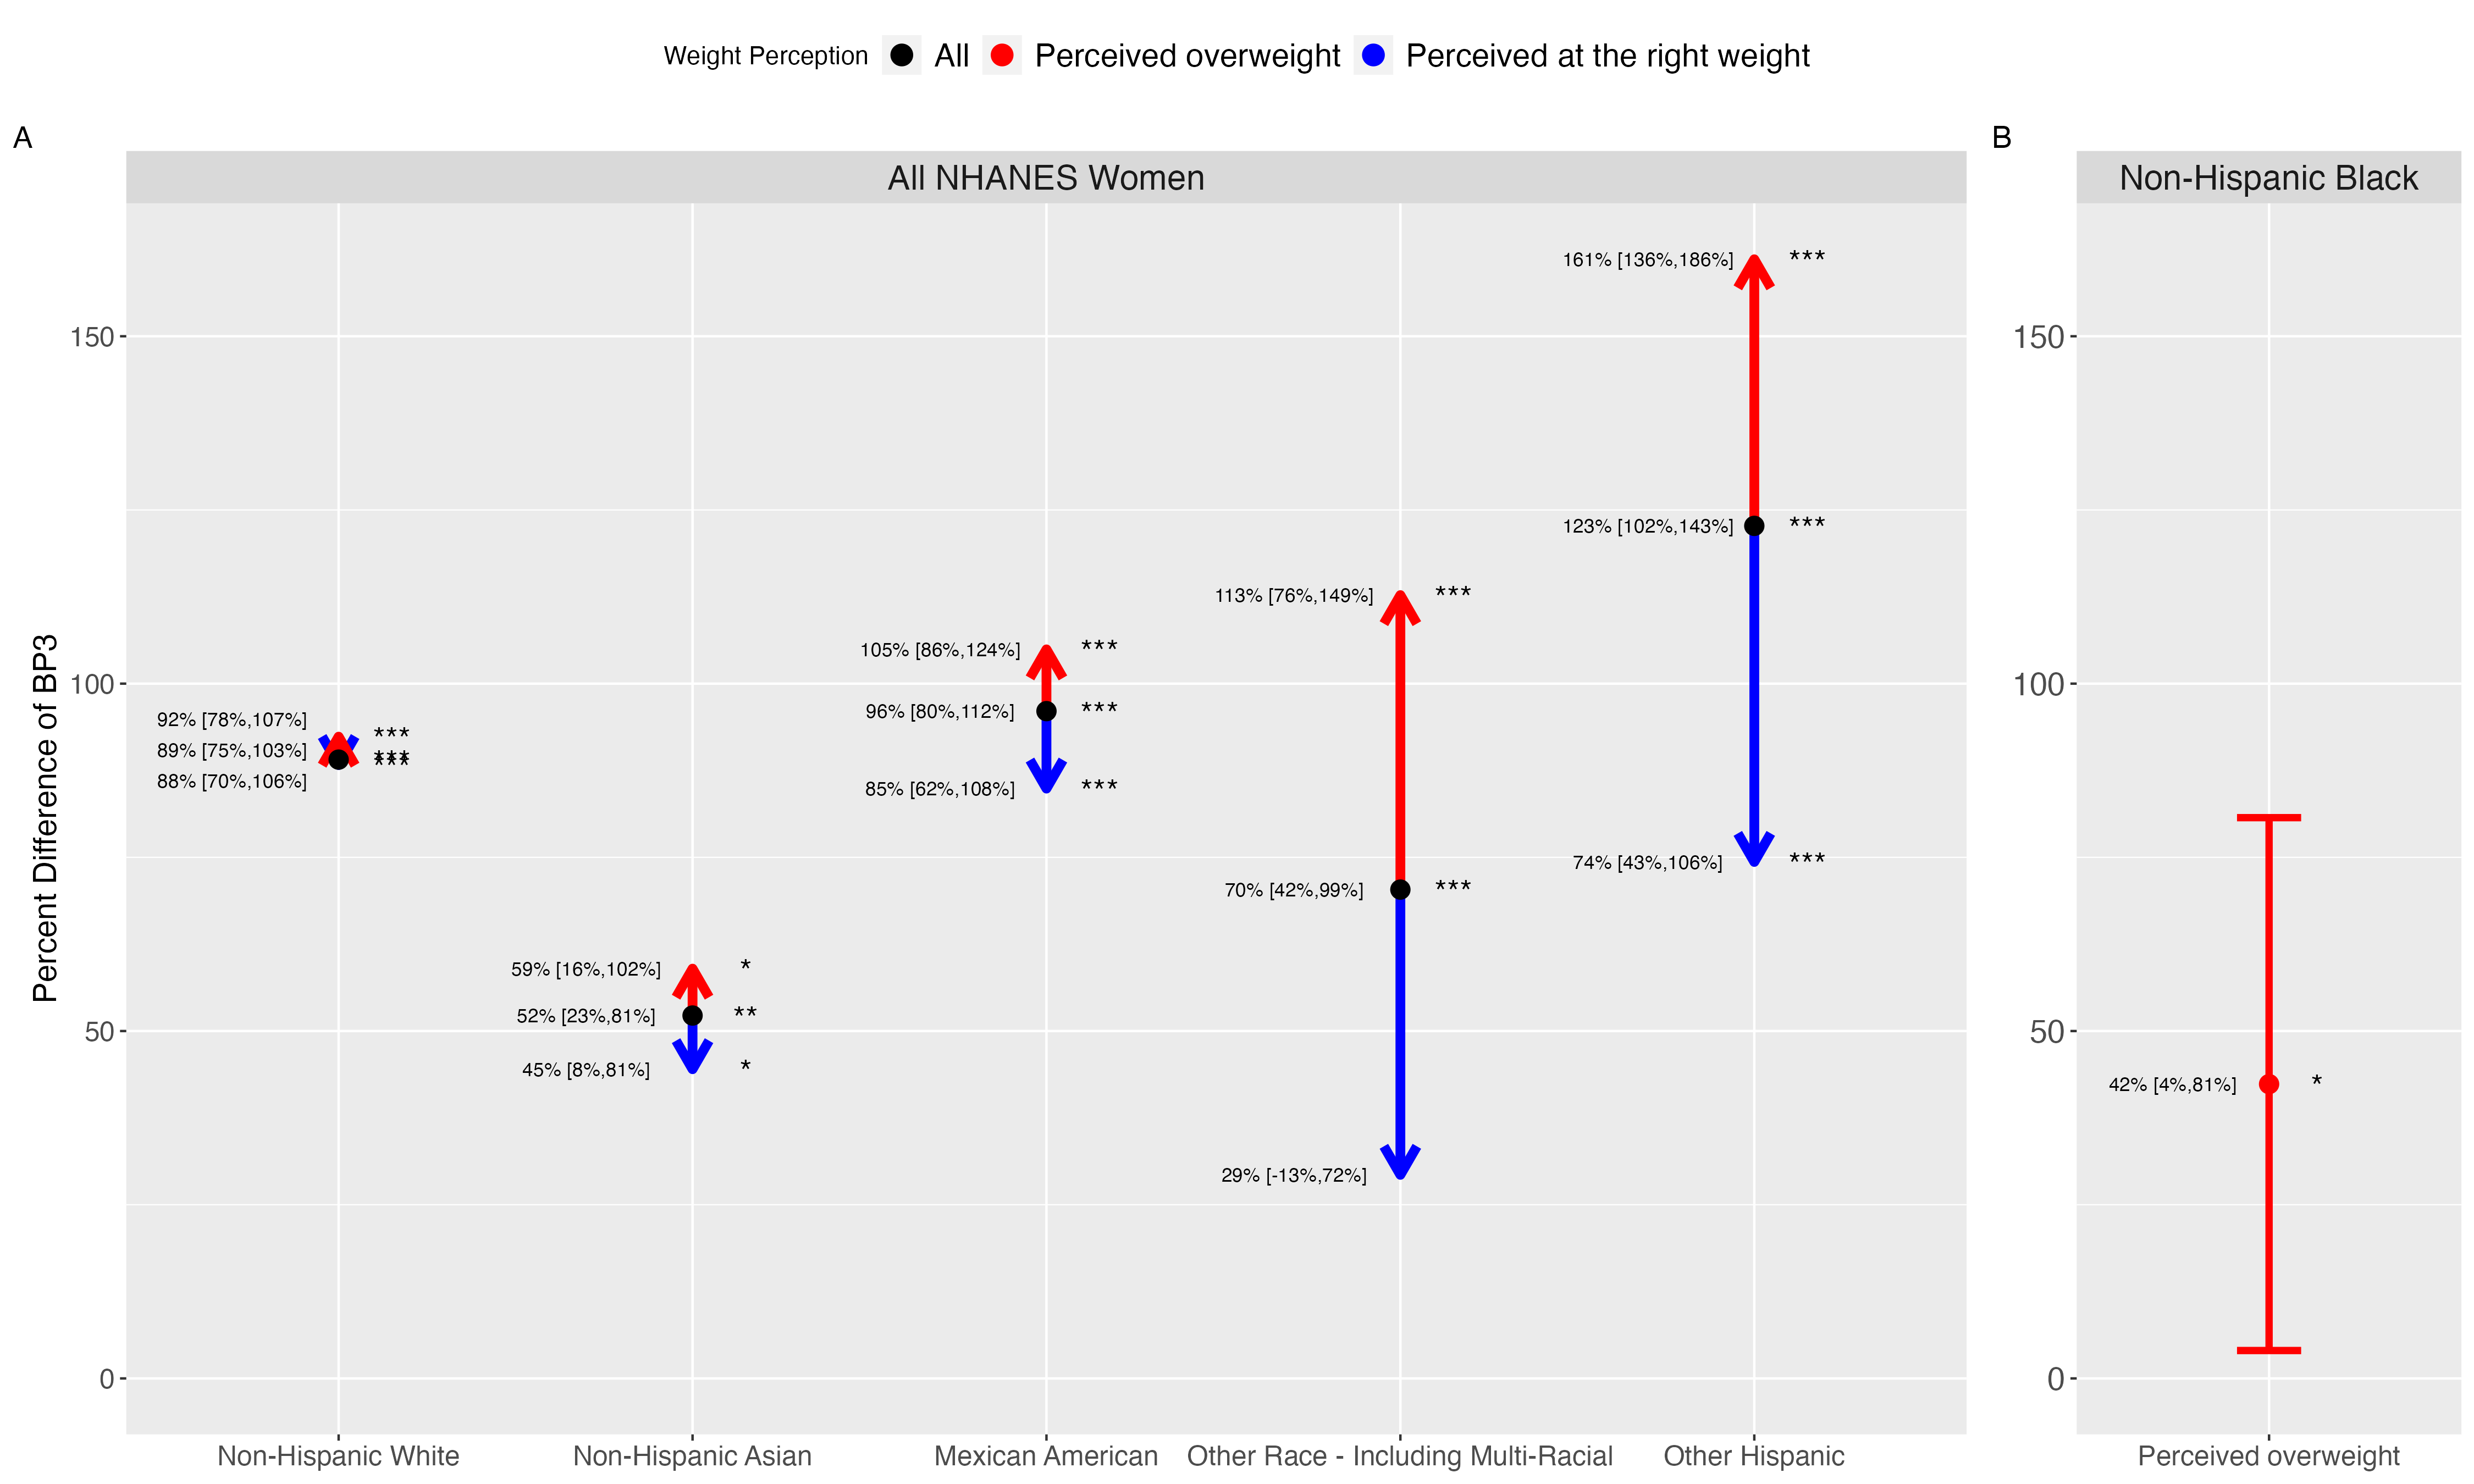 Weight Perception All Perceived overweight Perceived at the right weight
A
B
All NHANES Women
Non-Hispanic Black
Percent Difference of BP3
150
100
50
0
92% [78%,107%] ***
89% [75%,103%] ***
88% [70%,106%] ***
59% [16%,102%] *
52% [23%,81%] **
45% [8%,81%] *
105% [86%,124%] ***
96% [80%,112%] ***
85% [62%,108%] ***
113% [76%,149%] ***
70% [42%,99%] ***
29% [-13%,72%]
161% [136%,186%] ***
123% [102%,143%] ***
74% [43%,106%] ***
Non-Hispanic White
Non-Hispanic Asian
Mexican American
Other Race - Including Multi-Racial
Other Hispanic
150
100
50
0
42% [4%,81%] *
Perceived overweight